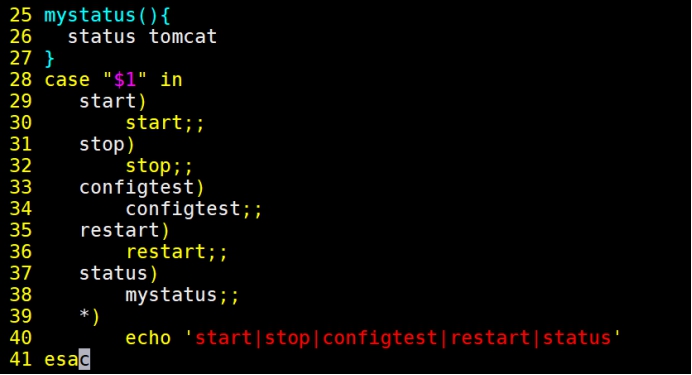 25 mystatus(){
26   status tomcat
27 }
28 case "$1" in
29    start)
30        start;;
31    stop)
32        stop;;
33    configtest)
34        configtest;;
35    restart)
36        restart;;
37    status)
38        mystatus;;
39    *)
40        echo 'start|stop|configtest|restart|status'
41 esac